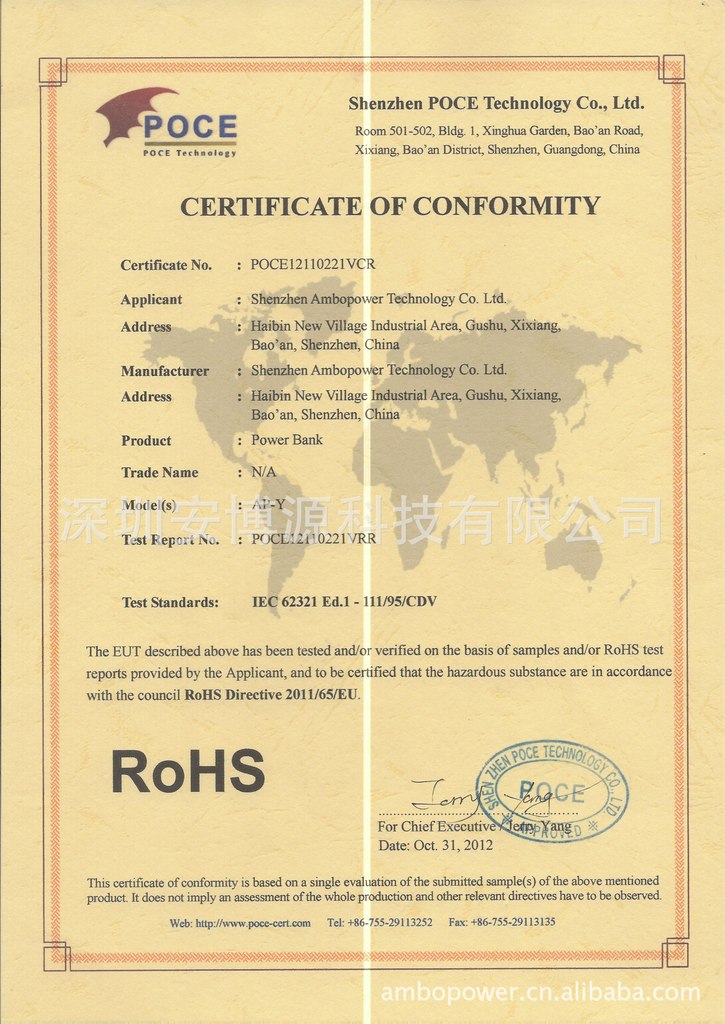 POCE
POCE Technology
Shenzhen POCE Technology Co., Ltd.
Room 501-502, Bldg. 1, Xinghua Garden, Bao'an Road,
Xixiang, Bao'an District, Shenzhen, Guangdong, China
CERTIFICATE OF CONFORMITY
Certificate No. : POCE12110221VCR
Applicant : Shenzhen Ambopower Technology Co. Ltd.
Address : Haibin New Village Industrial Area, Gushu, Xixiang,
Bao'an, Shenzhen, China
Manufacturer : Shenzhen Ambopower Technology Co. Ltd.
Address : Haibin New Village Industrial Area, Gushu, Xixiang,
Bao'an, Shenzhen, China
Product : Power Bank
Trade Name : N/A
Model(s) : AP-Y
深圳安博源科技有限公司
Test Report No. : POCE12110221VRR
Test Standards: IEC 62321 Ed.1 - 111/95/CDV
The EUT described above has been tested and/or verified on the basis of samples and/or RoHS test
reports provided by the Applicant, and to be certified that the hazardous substance are in accordance
with the council RoHS Directive 2011/65/EU.
RoHS
SHEN ZHEN POCE TECHNOLOGY CO., LTD
POCE
APPROVED
Jerry Yang
For Chief Executive / Jerry Yang
Date: Oct. 31, 2012
This certificate of conformity is based on a single evaluation of the submitted sample(s) of the above mentioned
product. It does not imply an assessment of the whole production and other relevant directives have to be observed.
Web: http://www.poce-cert.com Tel: +86-755-29113252 Fax: +86-755-29113135
ambopower.cn.alibaba.com